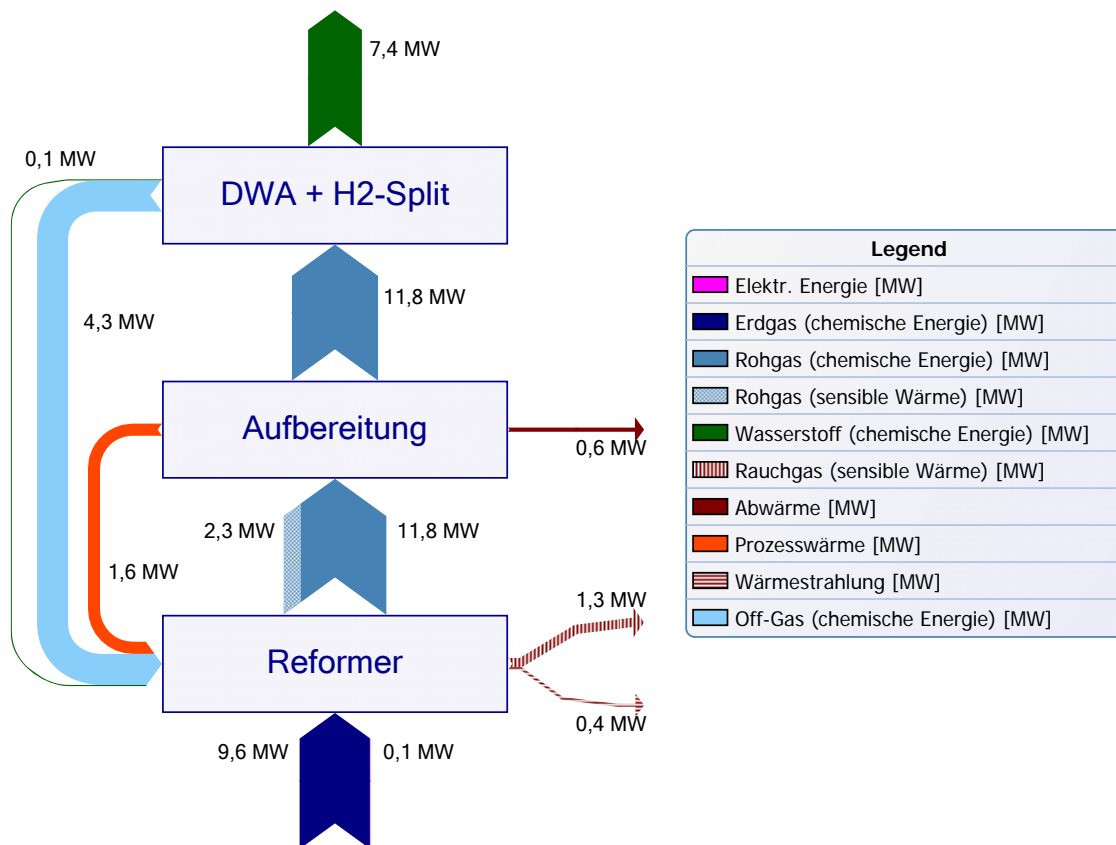 7,4 MW
0,1 MW
DWA + H2-Split
4,3 MW
11,8 MW
Aufbereitung
0,6 MW
2,3 MW
11,8 MW
1,6 MW
1,3 MW
Reformer
0,4 MW
9,6 MW
0,1 MW
Legend
Elektr. Energie [MW]
Erdgas (chemische Energie) [MW]
Rohgas (chemische Energie) [MW]
Rohgas (sensible Wärme) [MW]
Wasserstoff (chemische Energie) [MW]
Rauchgas (sensible Wärme) [MW]
Abwärme [MW]
Prozesswärme [MW]
Wärmestrahlung [MW]
Off-Gas (chemische Energie) [MW]